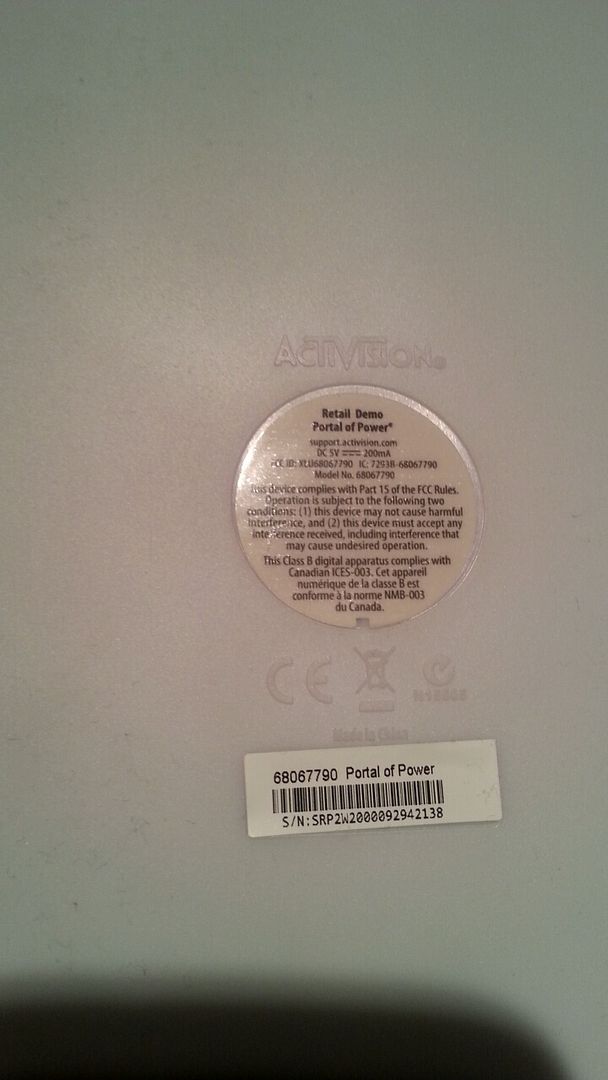 ACTIVISION®
Retail Demo
Portal of Power®
support.activision.com
DC 5V 200mA
FCC ID: XLU68067790 IC: 7293B-68067790
Model No. 68067790
This device complies with Part 15 of the FCC Rules.
Operation is subject to the following two
conditions: (1) this device may not cause harmful
interference, and (2) this device must accept any
interference received, including interference that
may cause undesired operation.
This Class B digital apparatus complies with
Canadian ICES-003. Cet appareil
numérique de la classe B est
conforme à la norme NMB-003
du Canada.
CE
Made in China
68067790 Portal of Power
S/N:SRP2W2000092942138